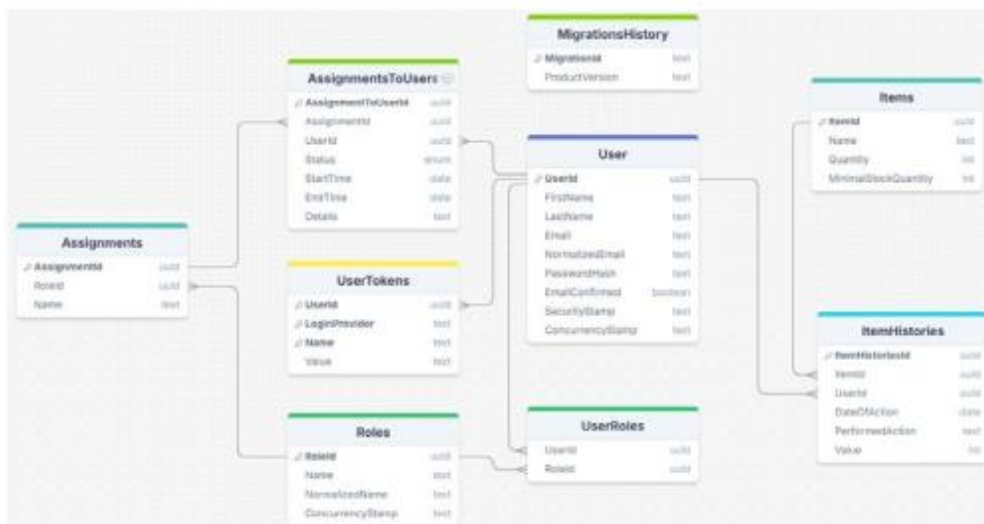 MigrationsHistory
MigrationId text
ProductVersion text
AssignmentsToUsers
AssignmentToUserId uuid
AssignmentId uuid
UserId uuid
Status enum
StartTime date
EndTime date
Details text
Items
ItemId uuid
Name text
Quantity int
MinimalStockQuantity int
User
UserId uuid
FirstName text
LastName text
Email text
NormalizedEmail text
PasswordHash text
EmailConfirmed boolean
SecurityStamp text
ConcurrencyStamp text
Assignments
AssignmentId uuid
RoleId uuid
Name text
UserTokens
UserId uuid
LoginProvider text
Name text
Value text
ItemHistories
ItemHistoriesId uuid
ItemId uuid
UserId uuid
DateOfAction date
PerformedAction text
Value int
Roles
RoleId uuid
Name text
NormalizedName text
ConcurrencyStamp text
UserRoles
UserId uuid
RoleId uuid